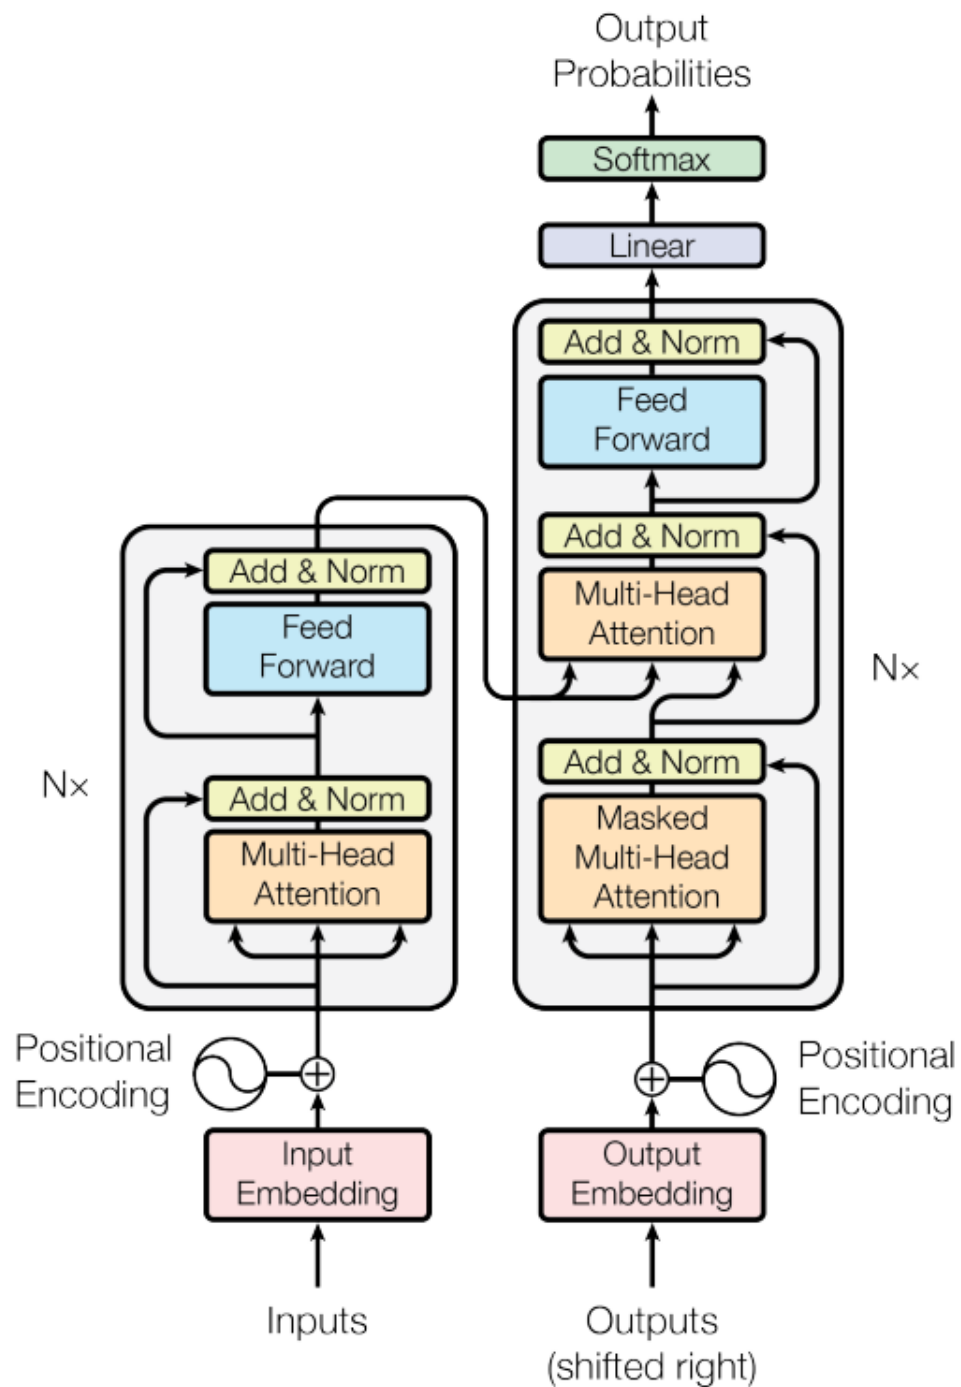 Output
Probabilities
Softmax
Linear
Add & Norm
Feed
Forward
Add & Norm
Multi-Head
Attention
Add & Norm
Masked
Multi-Head
Attention
N×
Add & Norm
Feed
Forward
Add & Norm
Multi-Head
Attention
N×
Positional
Encoding
Positional
Encoding
Input
Embedding
Output
Embedding
Inputs
Outputs
(shifted right)